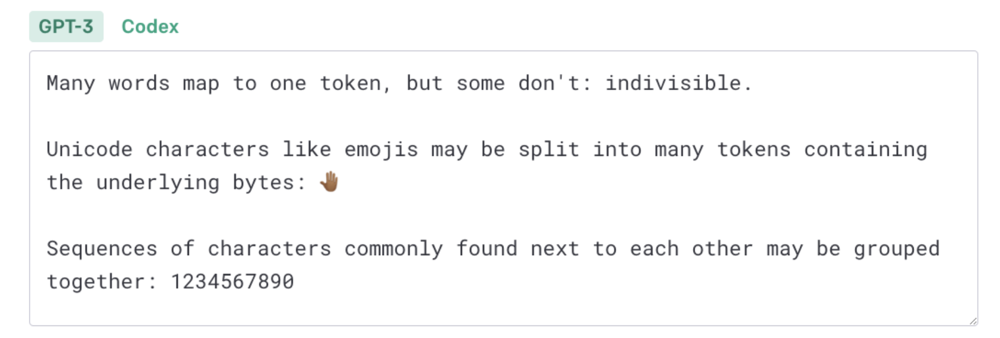 GPT-3 Codex
Many words map to one token, but some don't: indivisible.
Unicode characters like emojis may be split into many tokens containing
the underlying bytes: 🤚🏾
Sequences of characters commonly found next to each other may be grouped
together: 1234567890